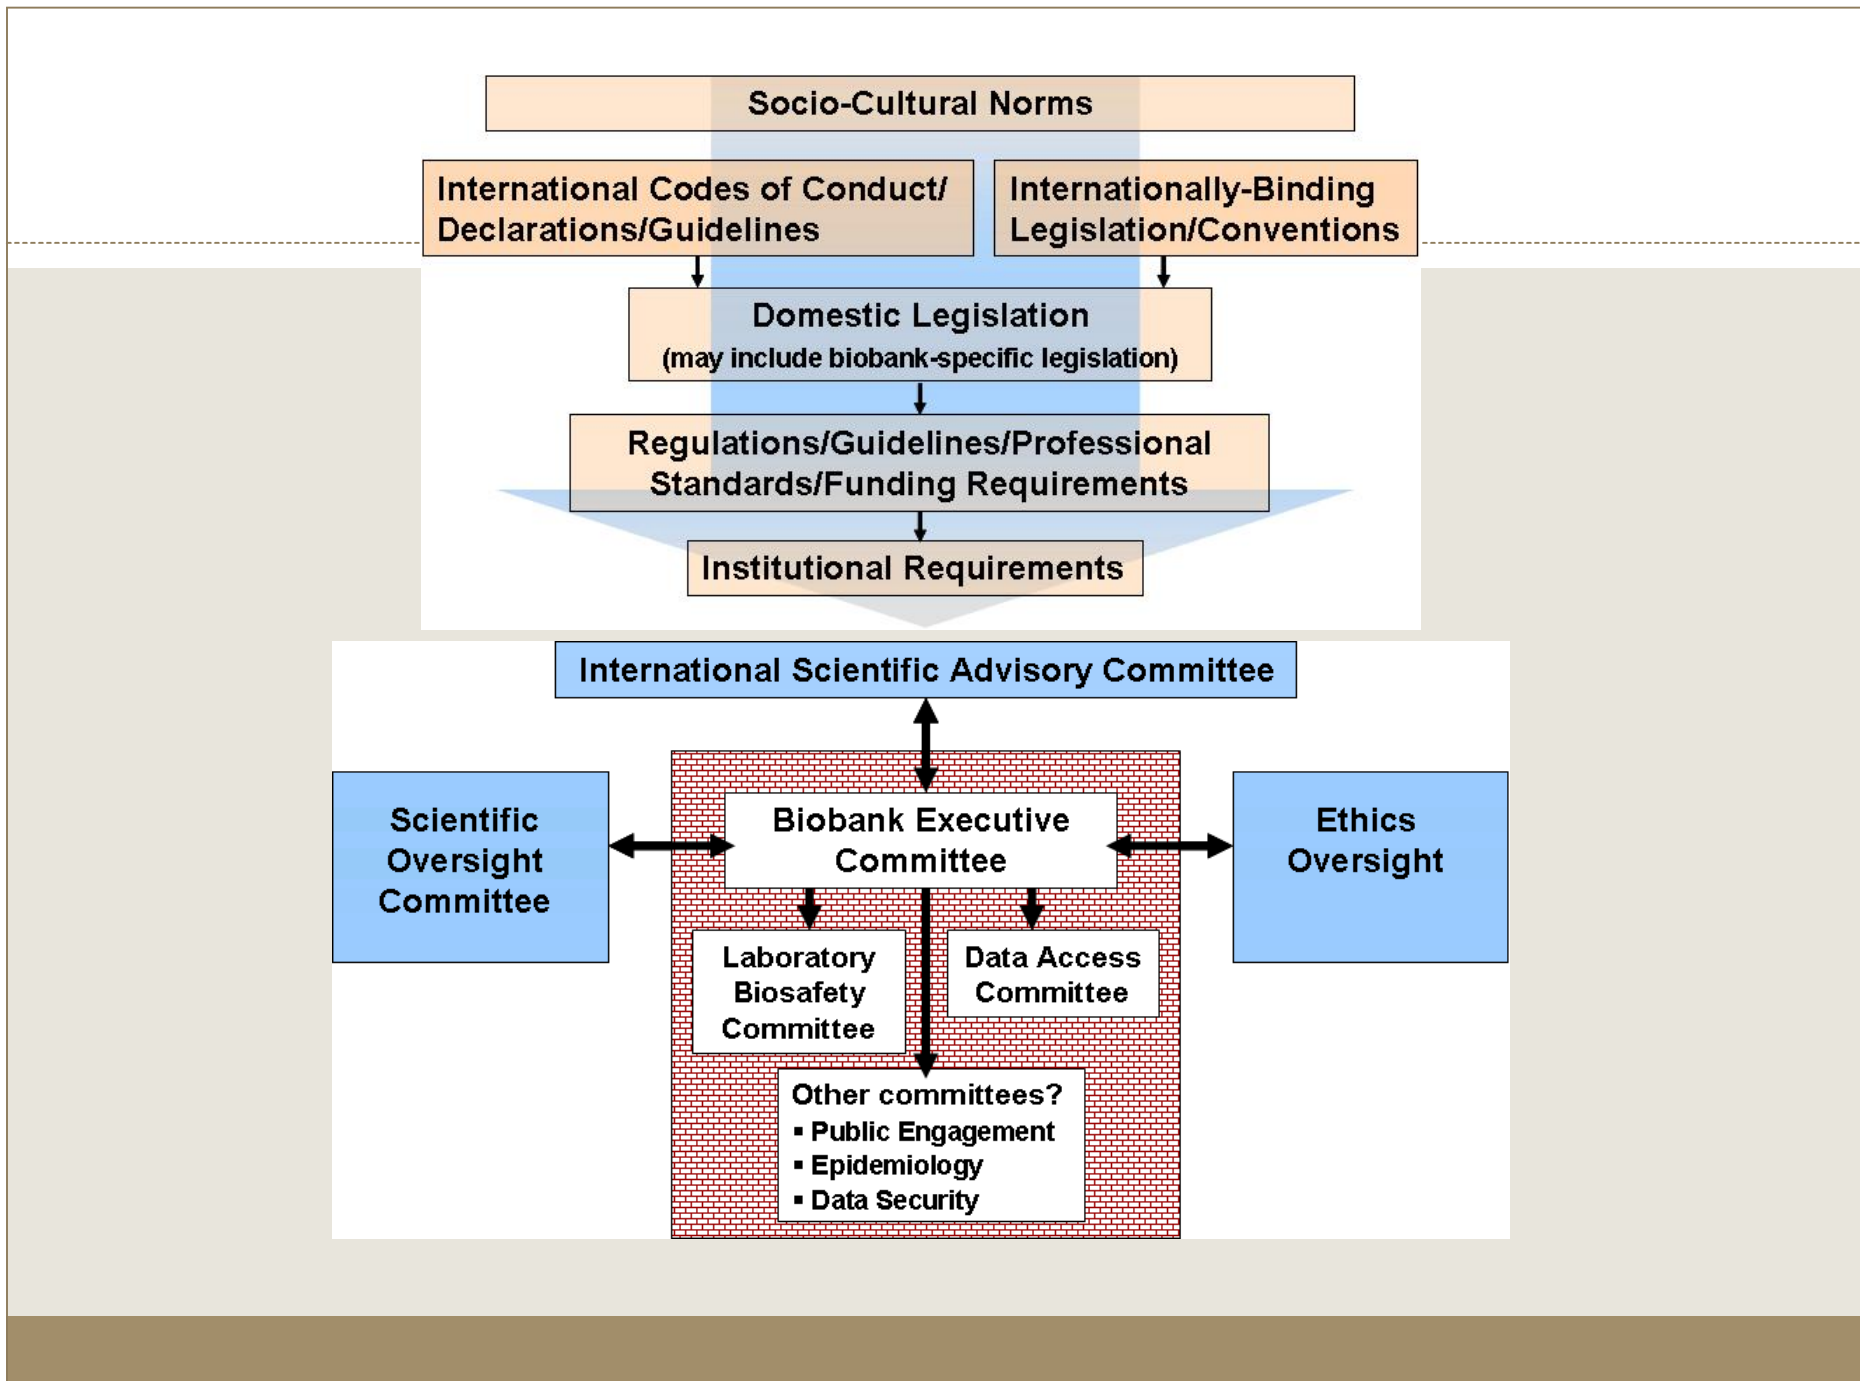 Socio-Cultural Norms
International Codes of Conduct/
Declarations/Guidelines
Internationally-Binding
Legislation/Conventions
Domestic Legislation
(may include biobank-specific legislation)
Regulations/Guidelines/Professional
Standards/Funding Requirements
Institutional Requirements
International Scientific Advisory Committee
Scientific
Oversight
Committee
Biobank Executive
Committee
Ethics
Oversight
Laboratory
Biosafety
Committee
Data Access
Committee
Other committees?
▪ Public Engagement
▪ Epidemiology
▪ Data Security